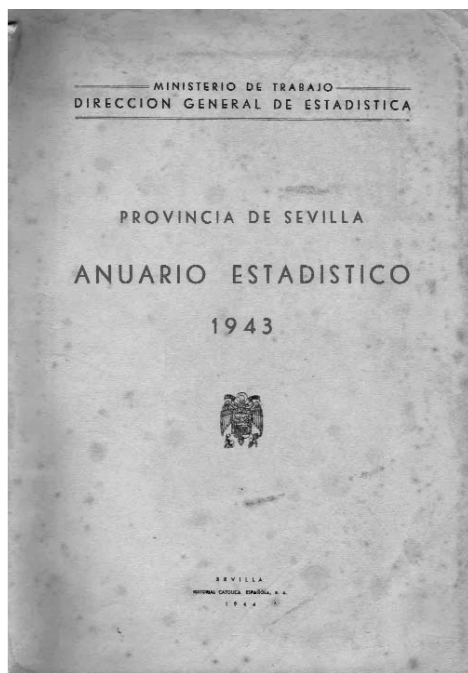 MINISTERIO DE TRABAJO
DIRECCION GENERAL DE ESTADISTICA
PROVINCIA DE SEVILLA
ANUARIO ESTADISTICO
1943
SEVILLA
EDITORIAL CATOLICA ESPAÑOLA, S. A.
1944